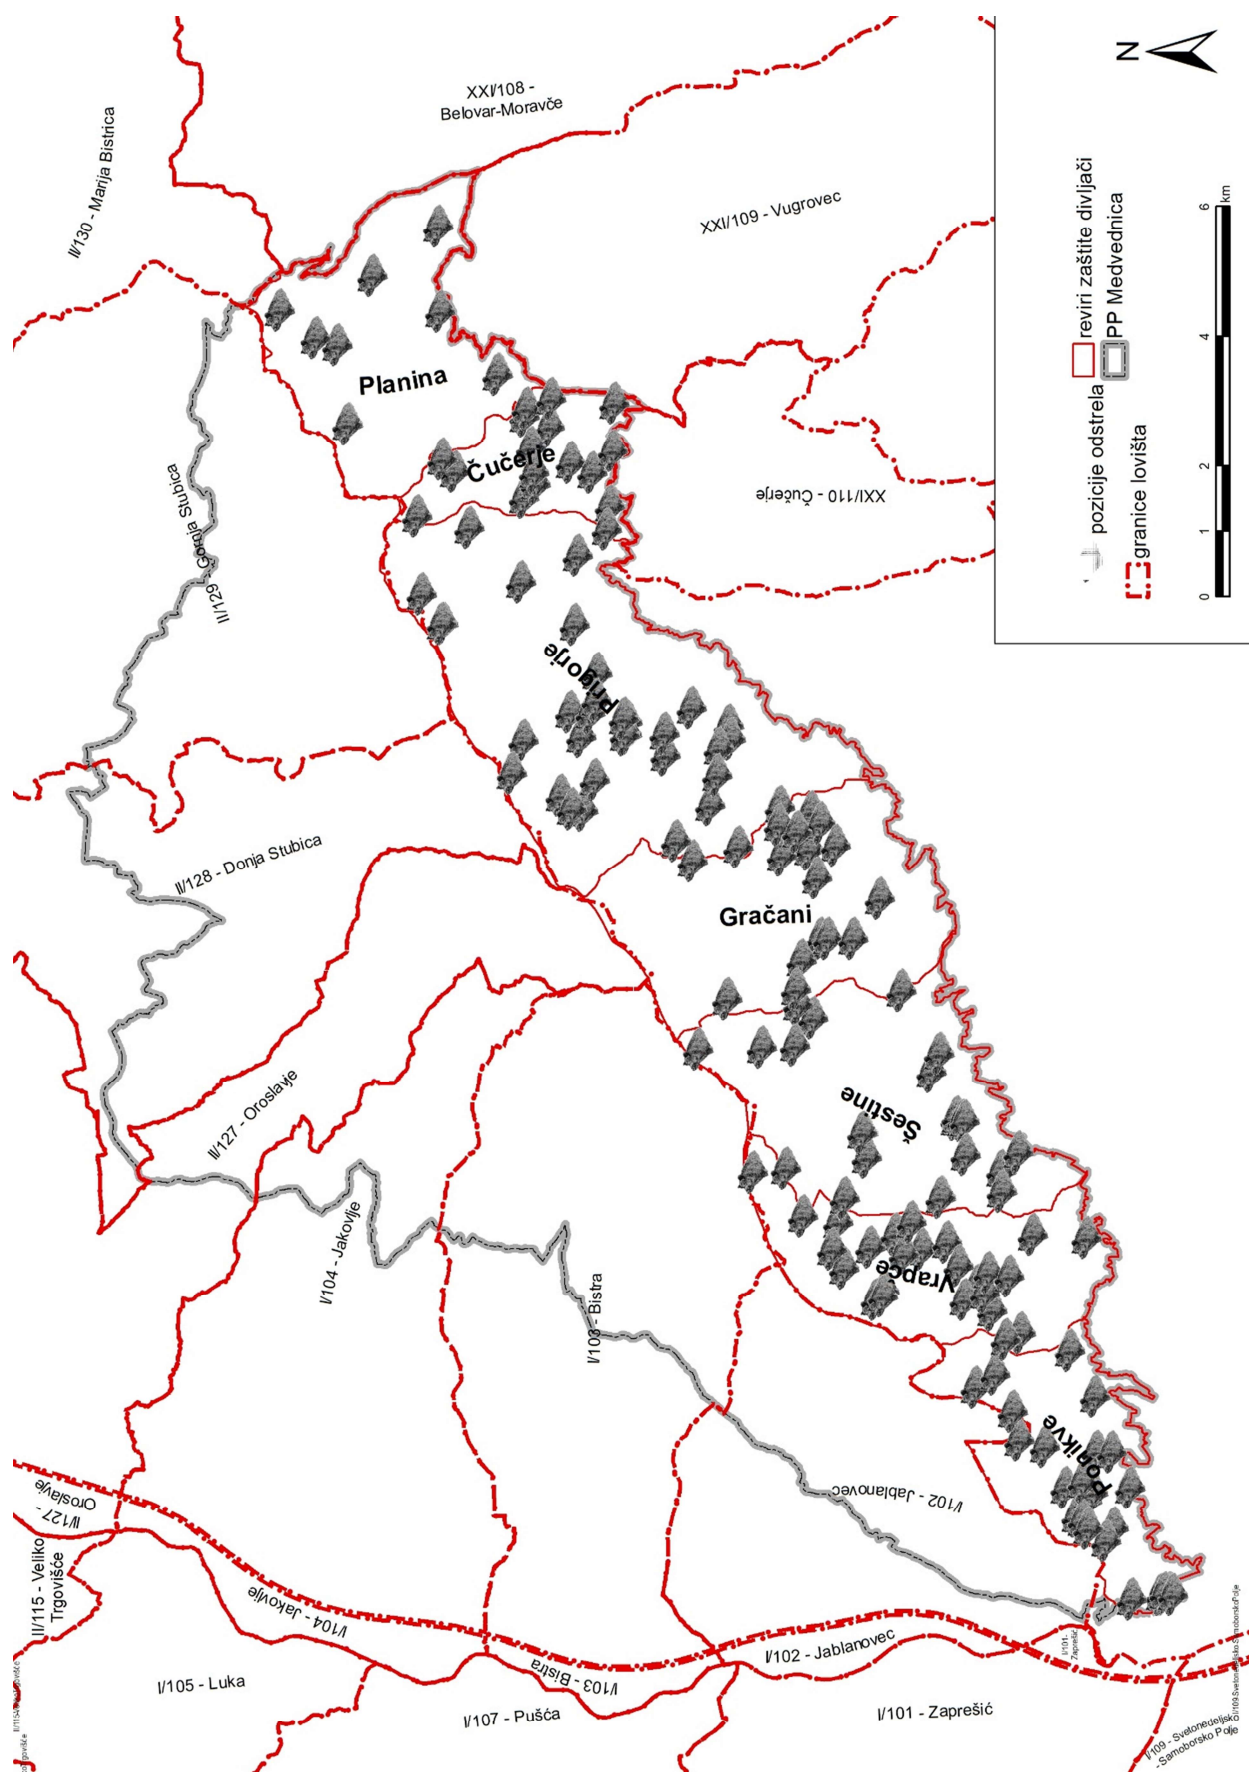 XXI/108 -
Belovar-Moravče
II/130 - Marija Bistrica
XXI/109 - Vugrovec
N
reviri zaštite divljači
PP Medvednica
pozicije odstrela
granice lovišta
0
1
2
4
6
km
Planina
Čučerje
XXI/110 - Čučerje
II/129 - Gornja Stubica
Prigorje
II/128 - Donja Stubica
Gračani
II/127 - Oroslavje
Šestine
I/104 - Jakovlje
I/103 - Bistra
Vrapče
Ponikve
I/102 - Jablanovec
II/127 -
Oroslavje
III/115 - Veliko
Trgovišće
I/104 - Jakovlje
I/103 - Bistra
I/102 - Jablanovec
I/101-
Zaprešić
I/105 - Luka
I/107 - Pušća
I/101 - Zaprešić
I/109 - Svetonedeljsko
- Samoborsko Polje